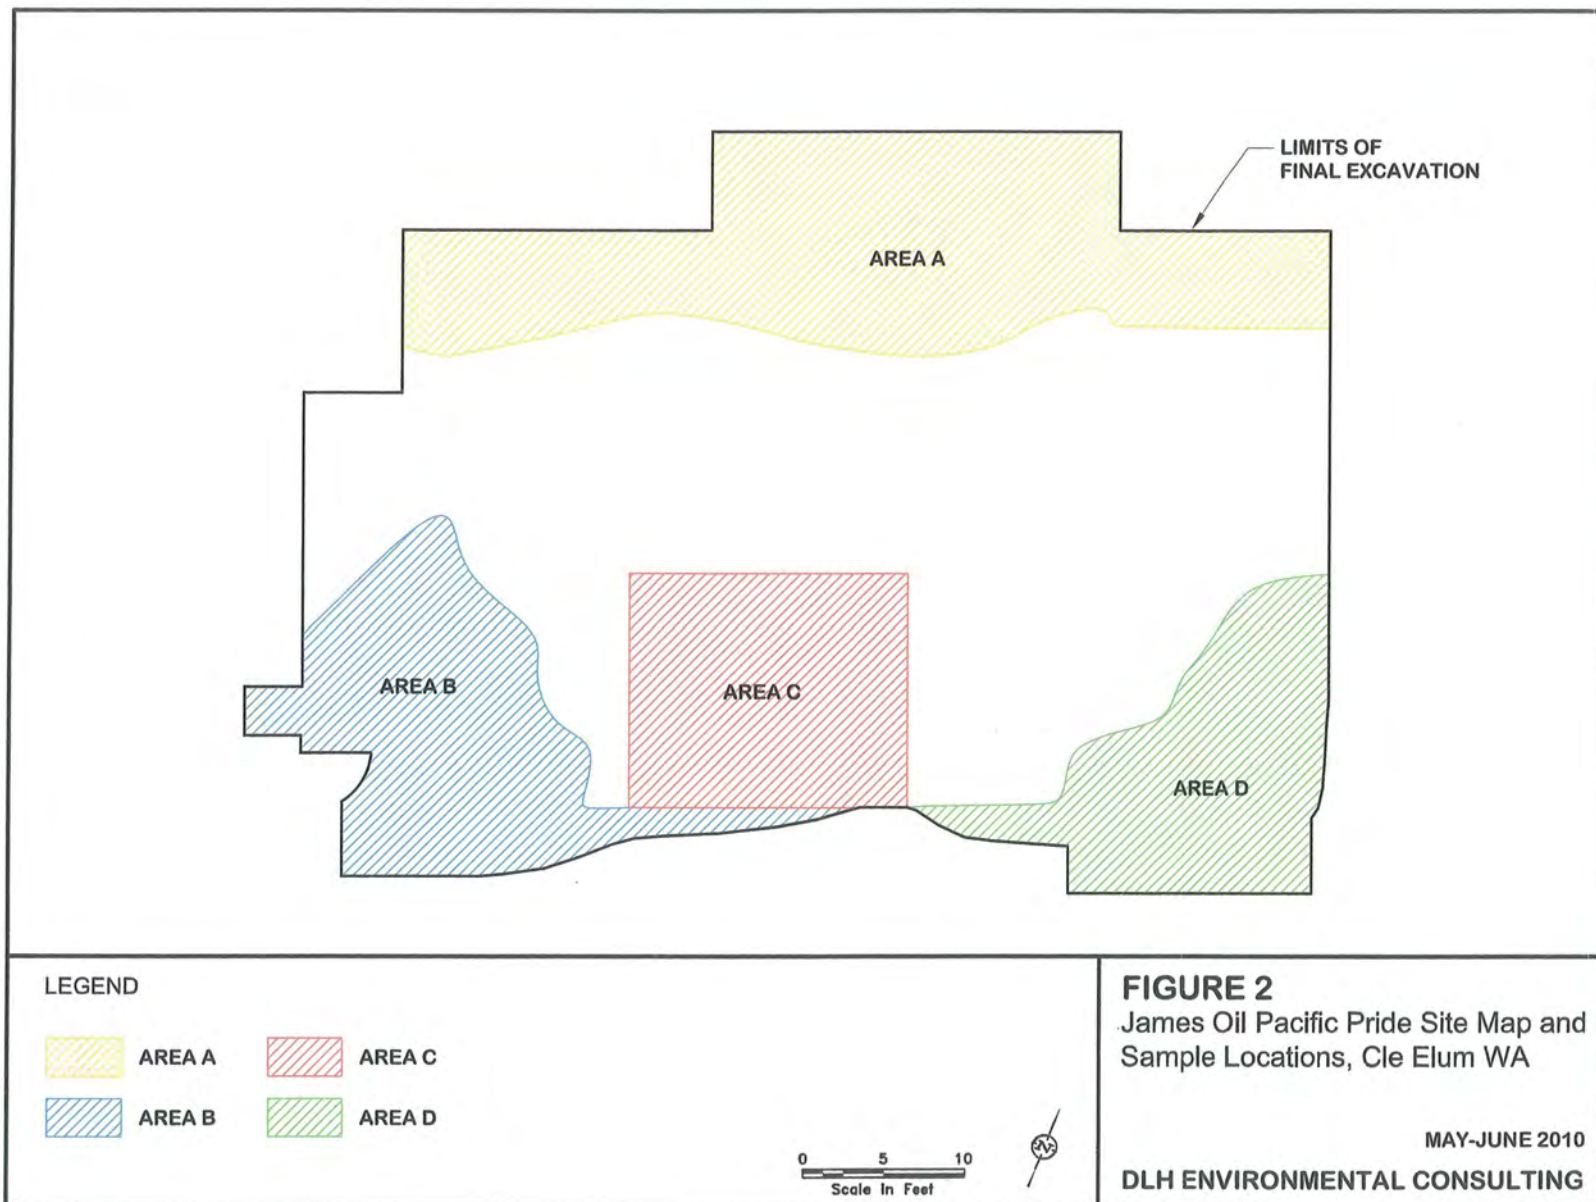 LIMITS OF
FINAL EXCAVATION
AREA A
AREA B
AREA C
AREA D
LEGEND
AREA A
AREA C
AREA B
AREA D
0 5 10
Scale In Feet
N
FIGURE 2
James Oil Pacific Pride Site Map and
Sample Locations, Cle Elum WA
MAY-JUNE 2010
DLH ENVIRONMENTAL CONSULTING